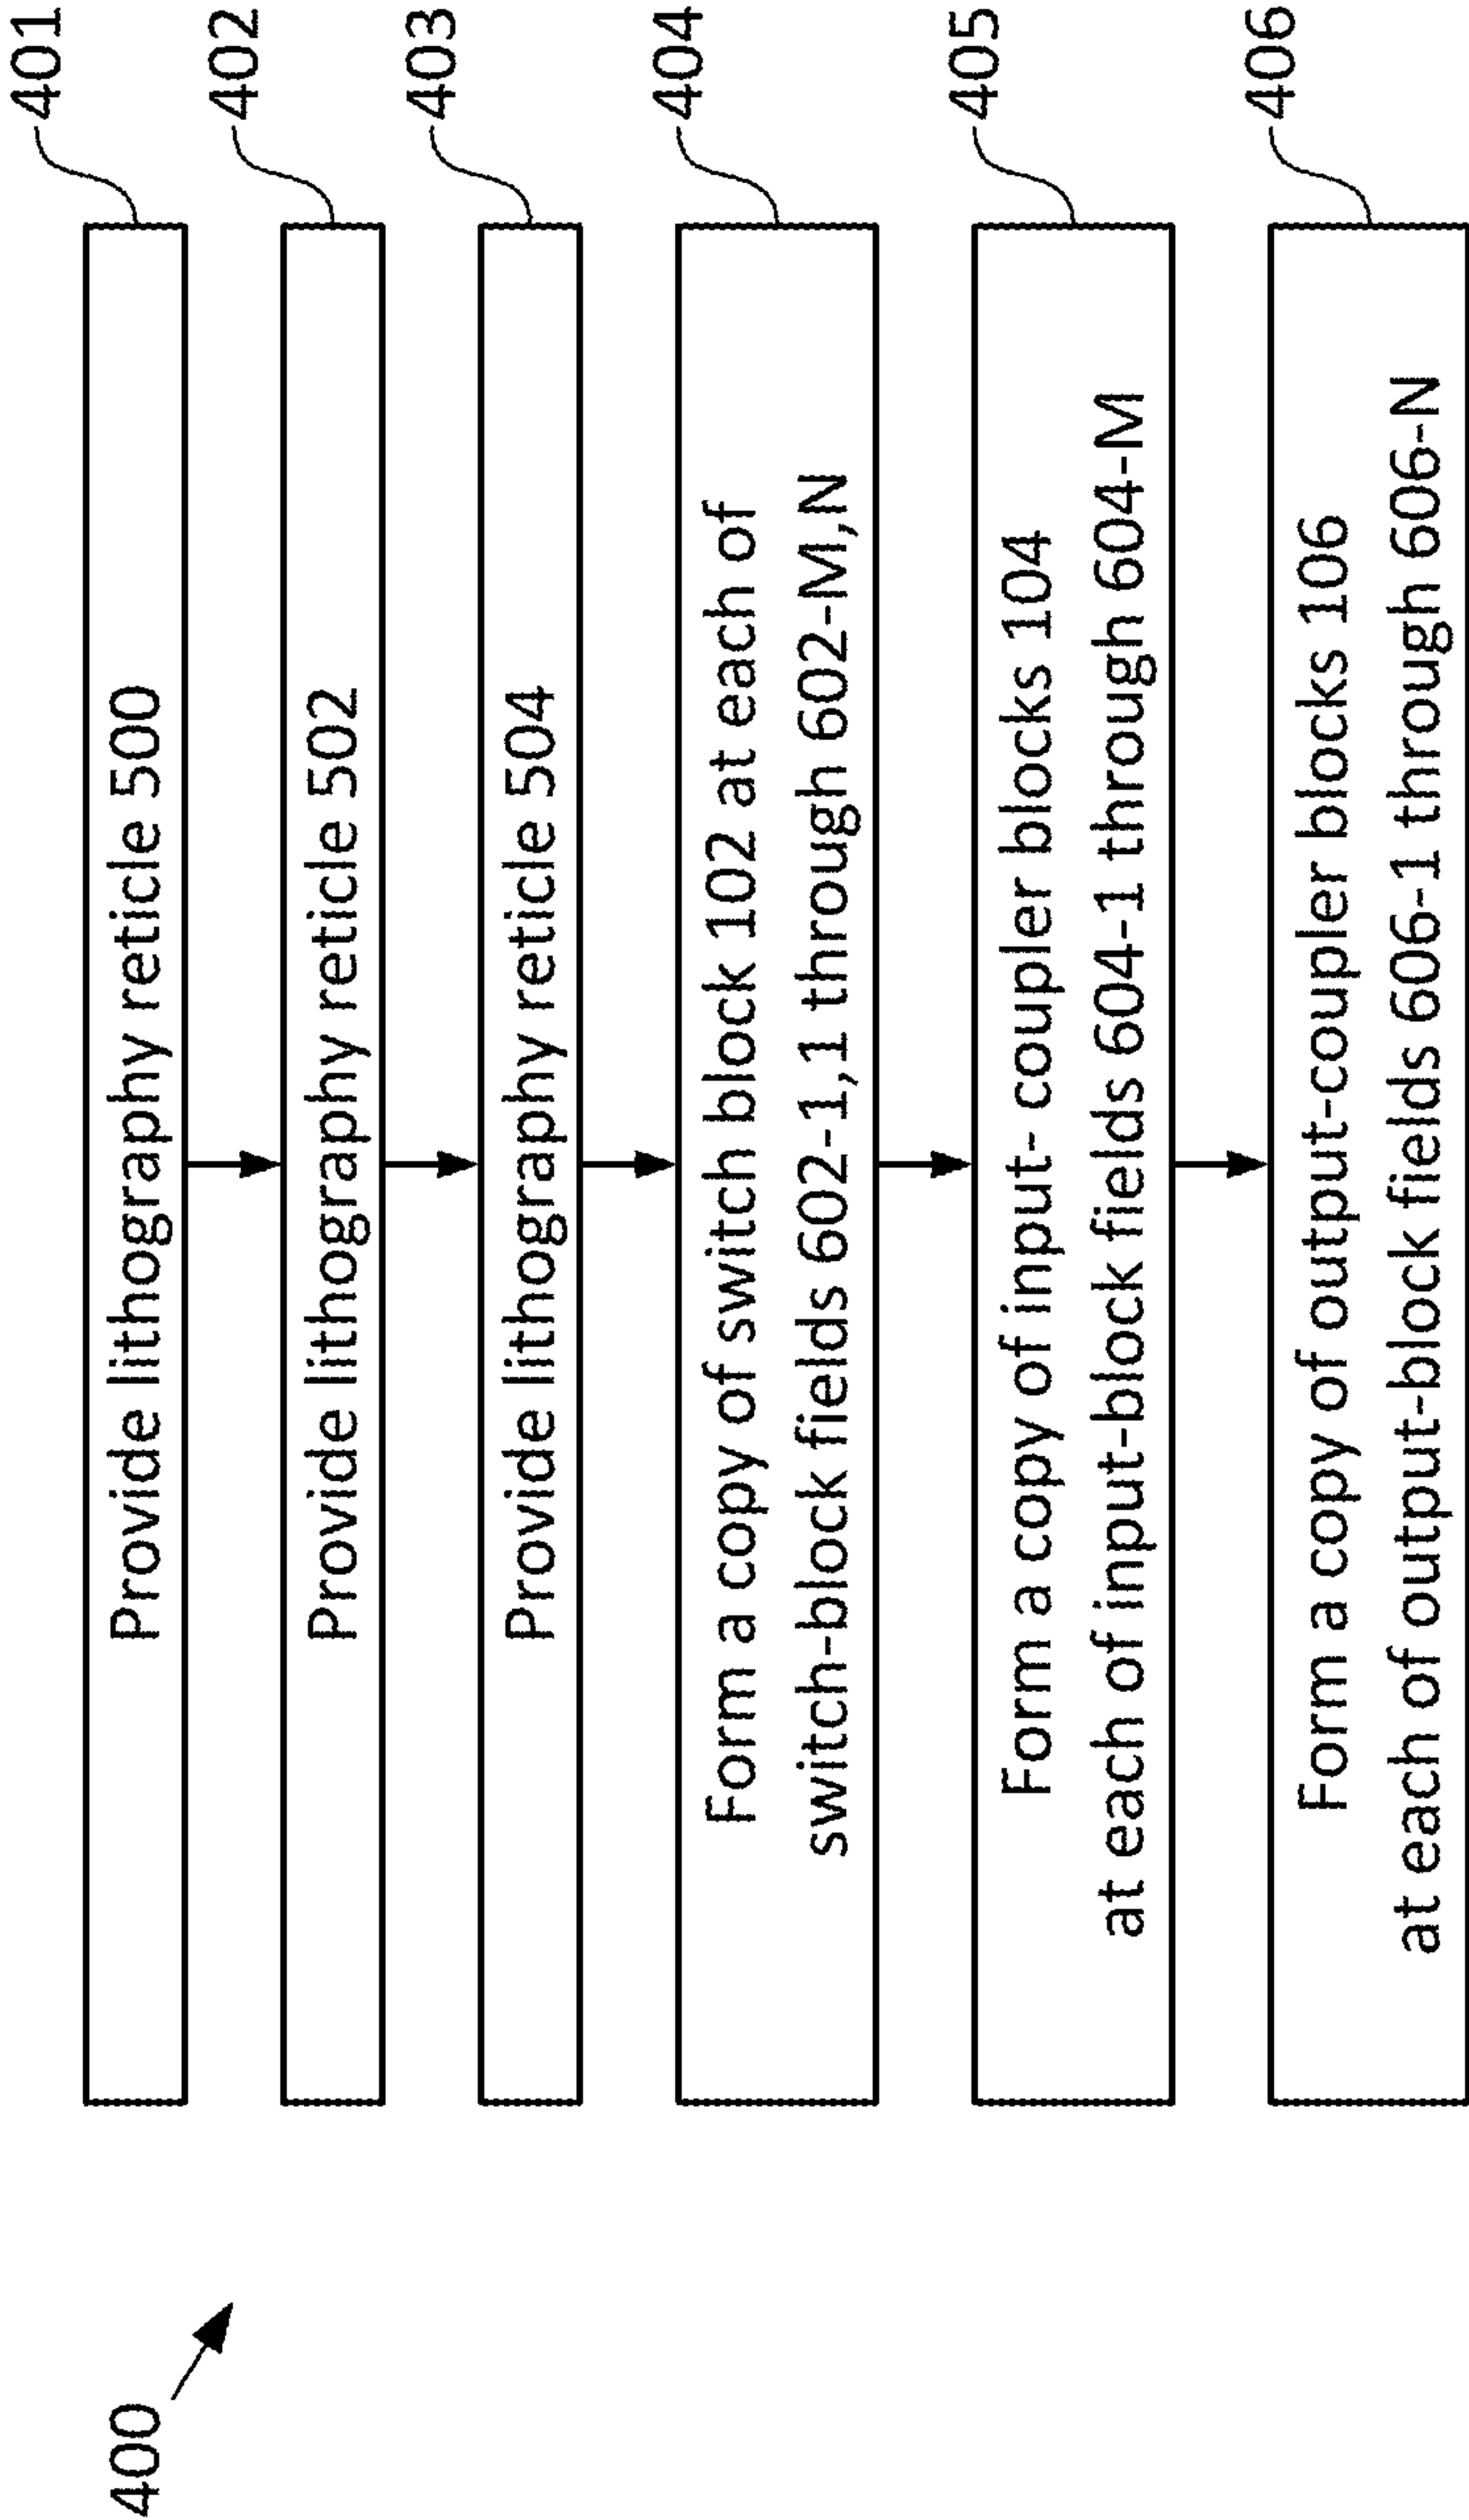 400
401
Provide lithography reticle 500
402
Provide lithography reticle 502
403
Provide lithography reticle 504
404
Form a copy of switch block 102 at each of
switch-block fields 602-1,1 through 602-M,N
405
Form a copy of input- coupler blocks 104
at each of input-block fields 604-1 through 604-M
406
Form a copy of output-coupler blocks 106
at each of output-block fields 606-1 through 606-N